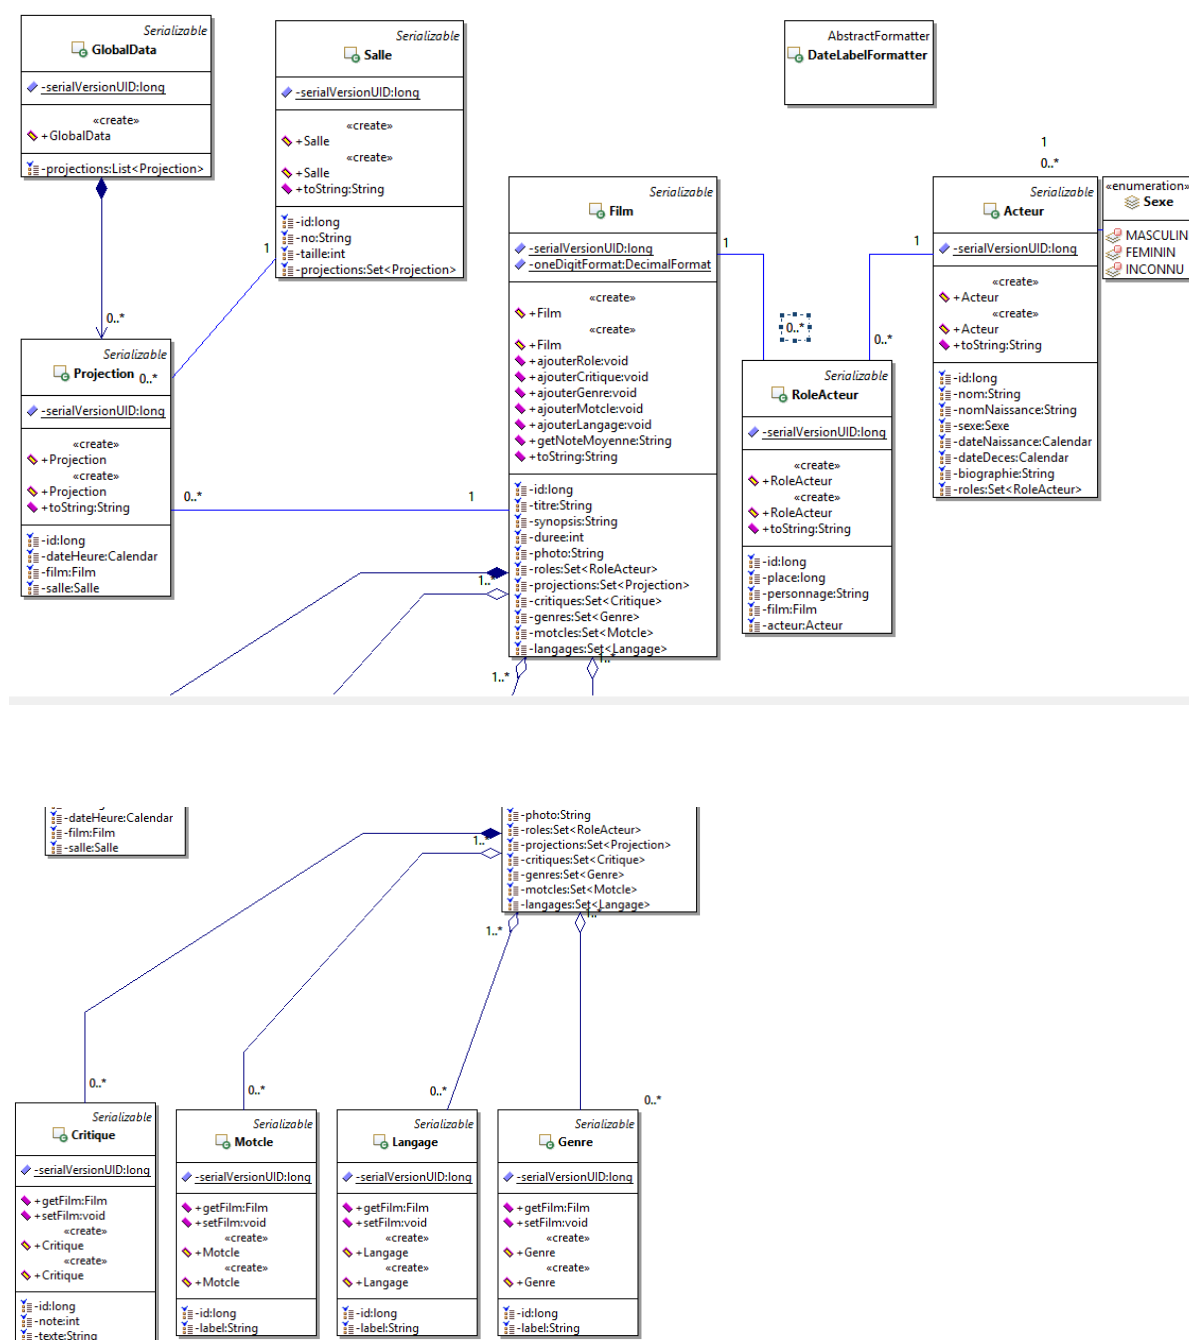 Serializable
GlobalData
-serialVersionUID:long
«create»
+GlobalData
-projections:List<Projection>
Serializable
Salle
-serialVersionUID:long
«create»
+Salle
«create»
+Salle
+toString:String
-id:long
-no:String
-taille:int
-projections:Set<Projection>
AbstractFormatter
DateLabelFormatter
1
0..*
0..*
1
0..*
Serializable
Projection
-serialVersionUID:long
«create»
+Projection
«create»
+Projection
+toString:String
-id:long
-dateHeure:Calendar
-film:Film
-salle:Salle
0..*
1
Serializable
Film
-serialVersionUID:long
-oneDigitFormat:DecimalFormat
«create»
+Film
«create»
+Film
+ajouterRole:void
+ajouterCritique:void
+ajouterGenre:void
+ajouterMotcle:void
+ajouterLangage:void
+getNoteMoyenne:String
+toString:String
-id:long
-titre:String
-synopsis:String
-duree:int
-photo:String
-roles:Set<RoleActeur>
-projections:Set<Projection>
-critiques:Set<Critique>
-genres:Set<Genre>
-motcles:Set<Motcle>
-langages:Set<Langage>
1..*
1..*
1..*
1
0..*
Serializable
RoleActeur
-serialVersionUID:long
«create»
+RoleActeur
«create»
+RoleActeur
+toString:String
-id:long
-place:long
-personnage:String
-film:Film
-acteur:Acteur
1
0..*
Serializable
Acteur
-serialVersionUID:long
«create»
+Acteur
«create»
+Acteur
+toString:String
-id:long
-nom:String
-nomNaissance:String
-sexe:Sexe
-dateNaissance:Calendar
-dateDeces:Calendar
-biographie:String
-roles:Set<RoleActeur>
«enumeration»
Sexe
MASCULIN
FEMININ
INCONNU
-dateHeure:Calendar
-film:Film
-salle:Salle
-photo:String
-roles:Set<RoleActeur>
-projections:Set<Projection>
-critiques:Set<Critique>
-genres:Set<Genre>
-motcles:Set<Motcle>
-langages:Set<Langage>
1..*
1..*
1..*
0..*
0..*
0..*
0..*
Serializable
Critique
-serialVersionUID:long
+getFilm:Film
+setFilm:void
«create»
+Critique
«create»
+Critique
-id:long
-note:int
-texte:String
Serializable
Motcle
-serialVersionUID:long
+getFilm:Film
+setFilm:void
«create»
+Motcle
«create»
+Motcle
-id:long
-label:String
Serializable
Langage
-serialVersionUID:long
+getFilm:Film
+setFilm:void
«create»
+Langage
«create»
+Langage
-id:long
-label:String
Serializable
Genre
-serialVersionUID:long
+getFilm:Film
+setFilm:void
«create»
+Genre
«create»
+Genre
-id:long
-label:String